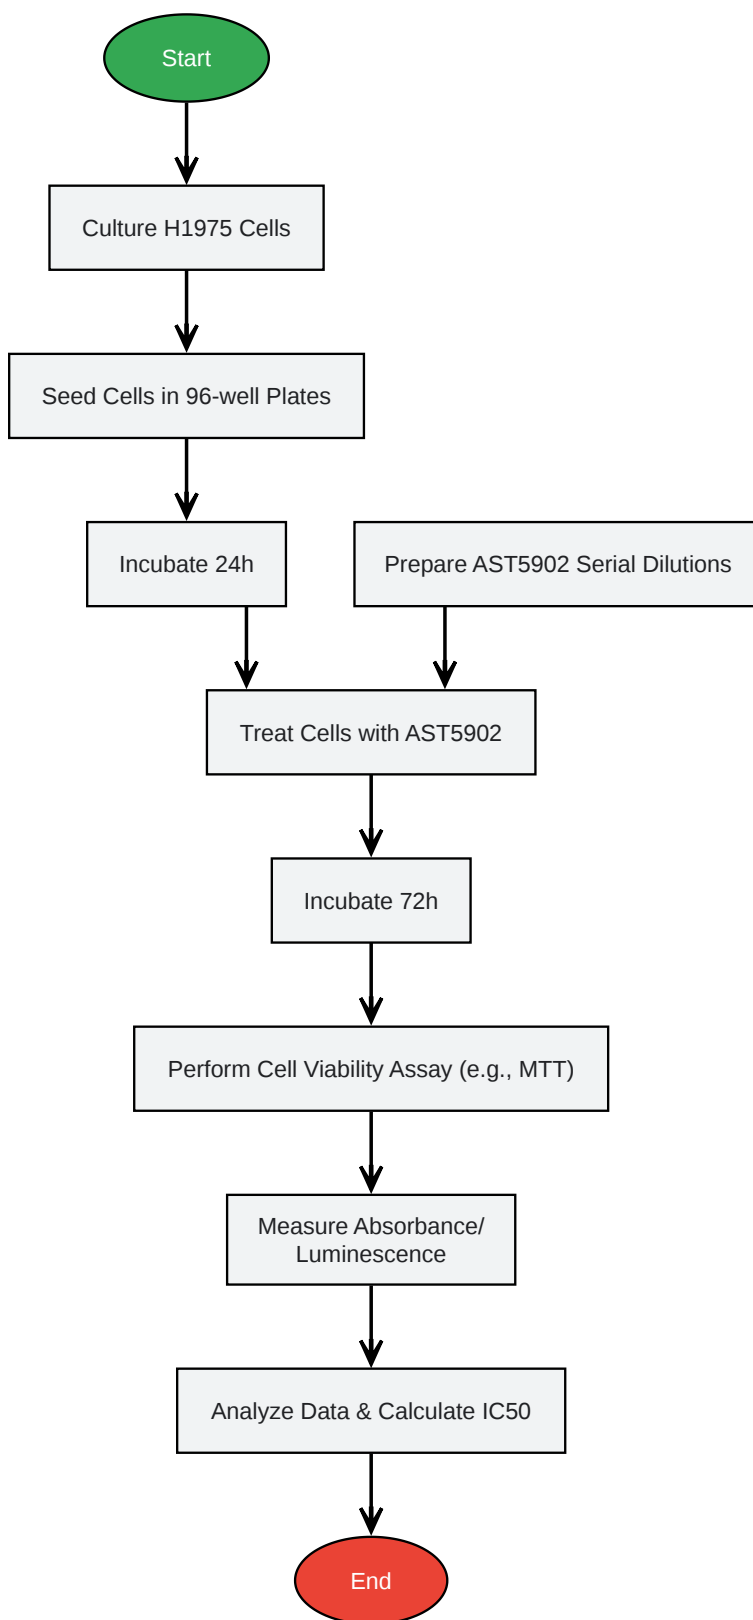 Start
Culture H1975 Cells
Seed Cells in 96-well Plates
Incubate 24h
Prepare AST5902 Serial Dilutions
Treat Cells with AST5902
Incubate 72h
Perform Cell Viability Assay (e.g., MTT)
Measure Absorbance/
Luminescence
Analyze Data & Calculate IC50
End